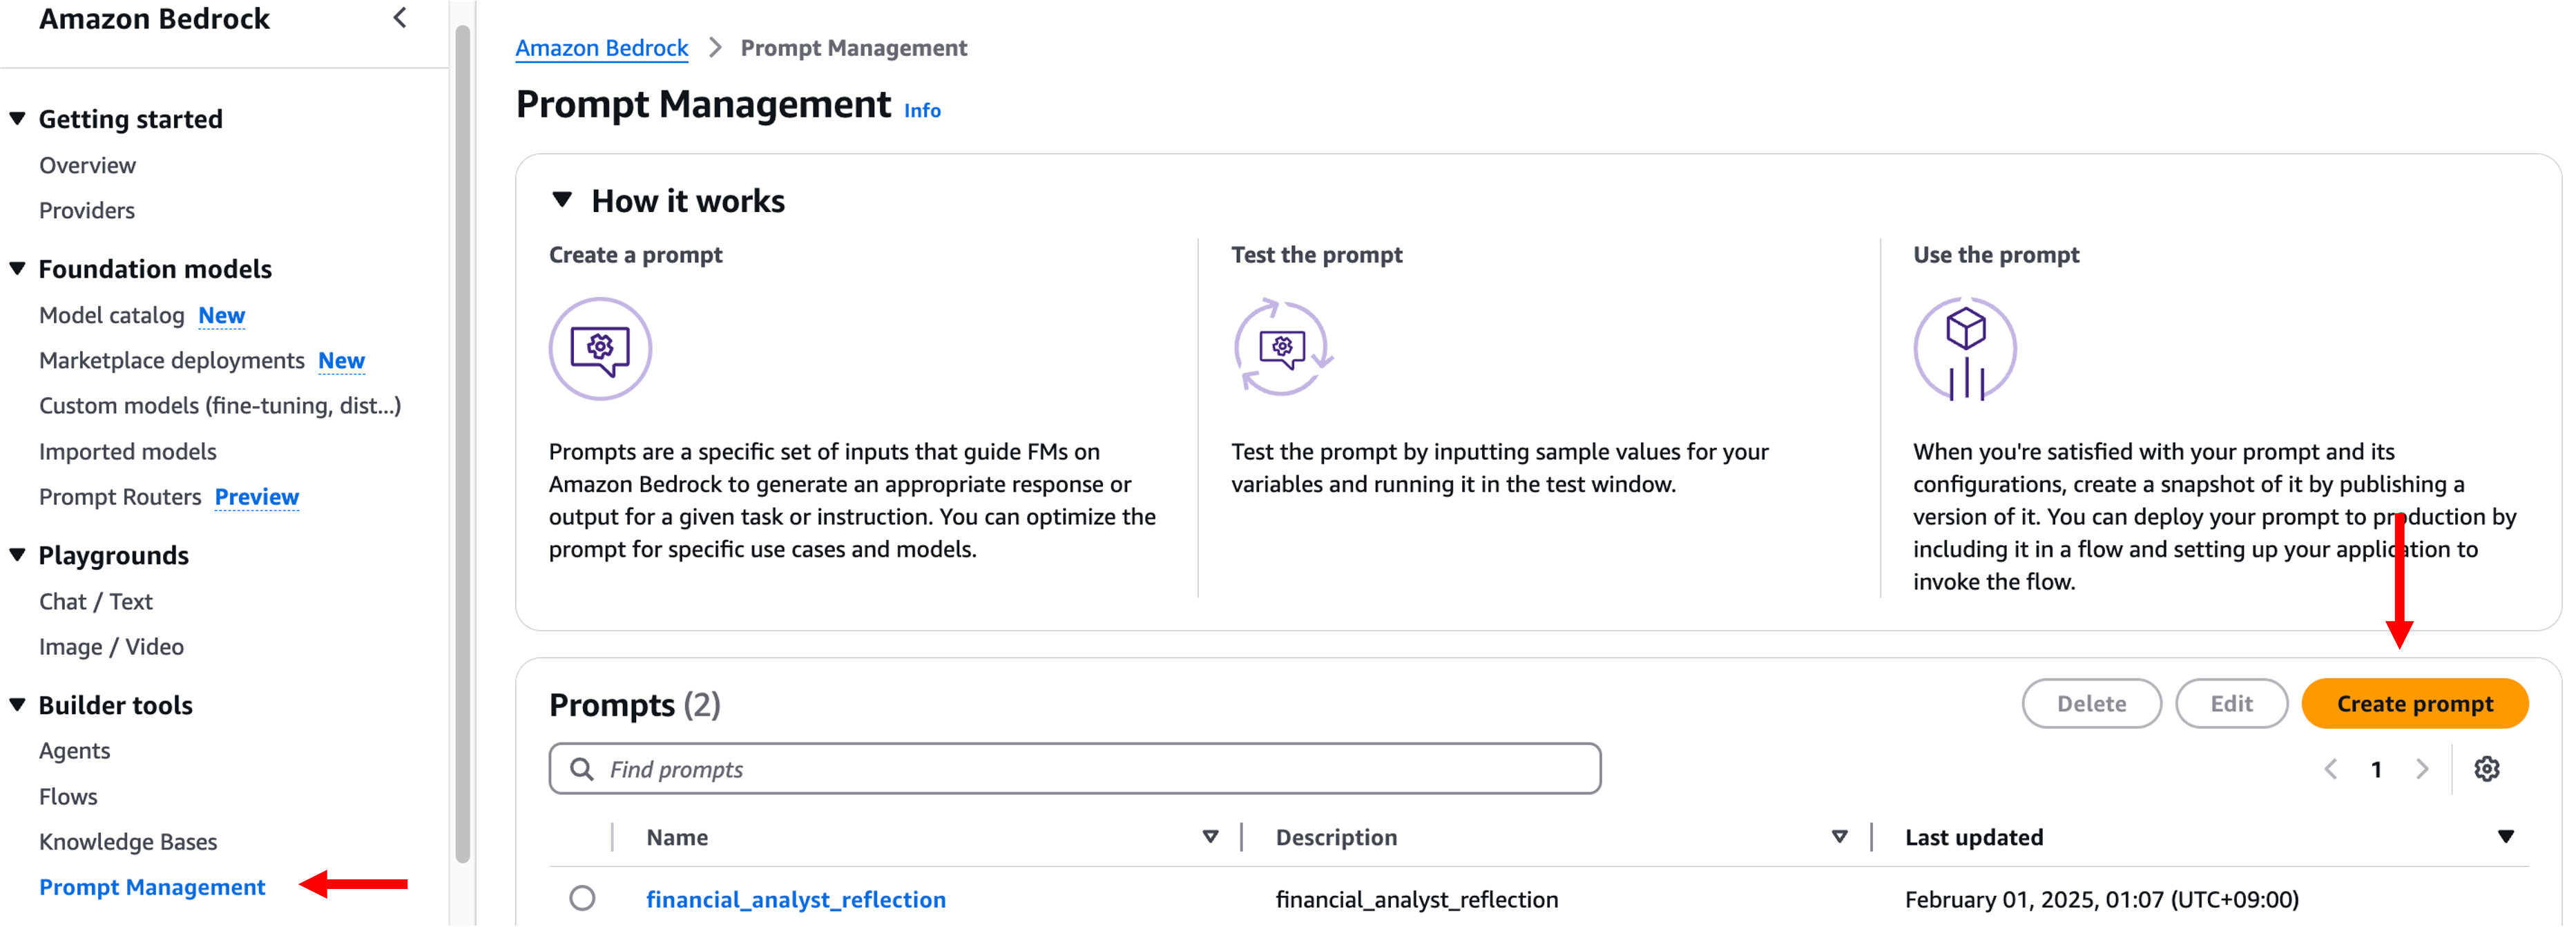 Amazon Bedrock
Getting started
Overview
Providers
Foundation models
Model catalog New
Marketplace deployments New
Custom models (fine-tuning, dist...)
Imported models
Prompt Routers Preview
Playgrounds
Chat / Text
Image / Video
Builder tools
Agents
Flows
Knowledge Bases
Prompt Management
Amazon Bedrock > Prompt Management
Prompt Management Info
How it works
Create a prompt
Prompts are a specific set of inputs that guide FMs on
Amazon Bedrock to generate an appropriate response or
output for a given task or instruction. You can optimize the
prompt for specific use cases and models.
Test the prompt
Test the prompt by inputting sample values for your
variables and running it in the test window.
Use the prompt
When you're satisfied with your prompt and its
configurations, create a snapshot of it by publishing a
version of it. You can deploy your prompt to production by
including it in a flow and setting up your application to
invoke the flow.
Prompts (2)
Delete
Edit
Create prompt
Find prompts
1
Name
Description
Last updated
financial_analyst_reflection
financial_analyst_reflection
February 01, 2025, 01:07 (UTC+09:00)